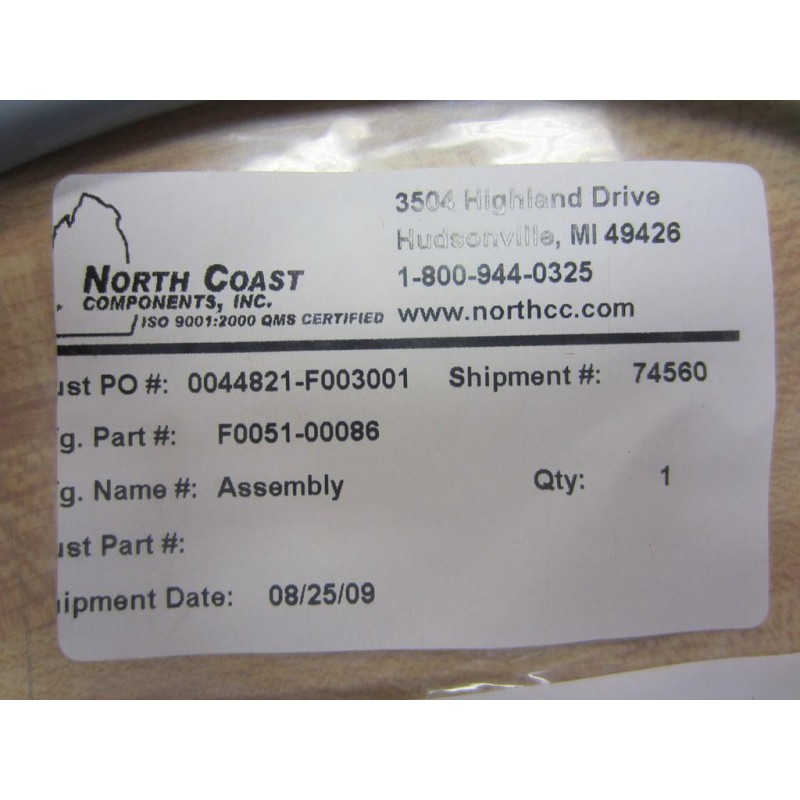 3504 Highland Drive
Hudsonville, MI 49426
1-800-944-0325
www.northcc.com
NORTH COAST
COMPONENTS, INC.
ISO 9001:2000 QMS CERTIFIED
ust PO #: 0044821-F003001 Shipment #: 74560
g. Part #: F0051-00086
g. Name #: Assembly Qty: 1
ust Part #:
ipment Date: 08/25/09